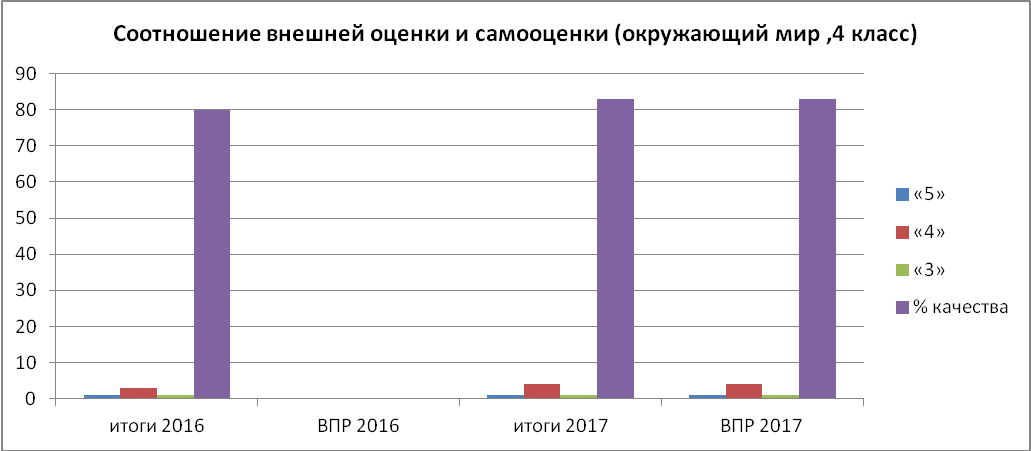 Соотношение внешней оценки и самооценки (окружающий мир ,4 класс)
90
80
70
60
50
40
30
20
10
0
итоги 2016
ВПР 2016
итоги 2017
ВПР 2017
«5»
«4»
«3»
% качества